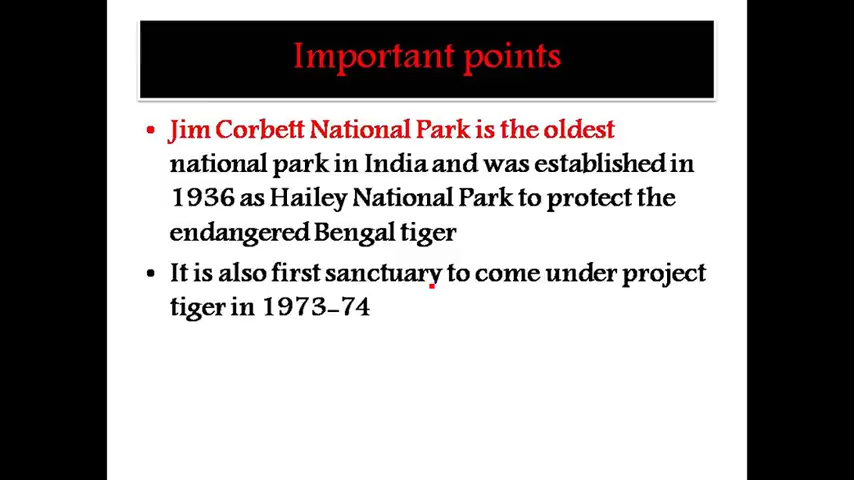 Important points
• Jim Corbett National Park is the oldest
national park in India and was established in
1936 as Hailey National Park to protect the
endangered Bengal tiger
• It is also first sanctuary to come under project
tiger in 1973-74